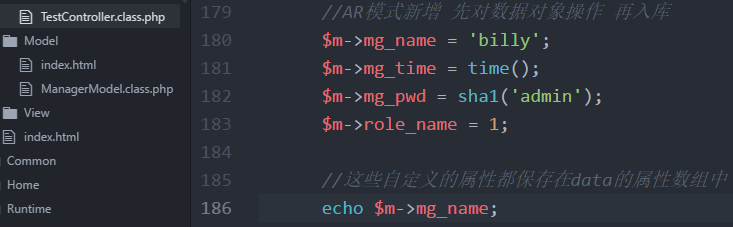 TestController.class.php
Model
index.html
ManagerModel.class.php
View
index.html
Common
Home
Runtime
179 //AR模式新增 先对数据对象操作 再入库
180 $m->mg_name = 'billy';
181 $m->mg_time = time();
182 $m->mg_pwd = sha1('admin');
183 $m->role_name = 1;
184
185 //这些自定义的属性都保存在data的属性数组中
186 echo $m->mg_name;